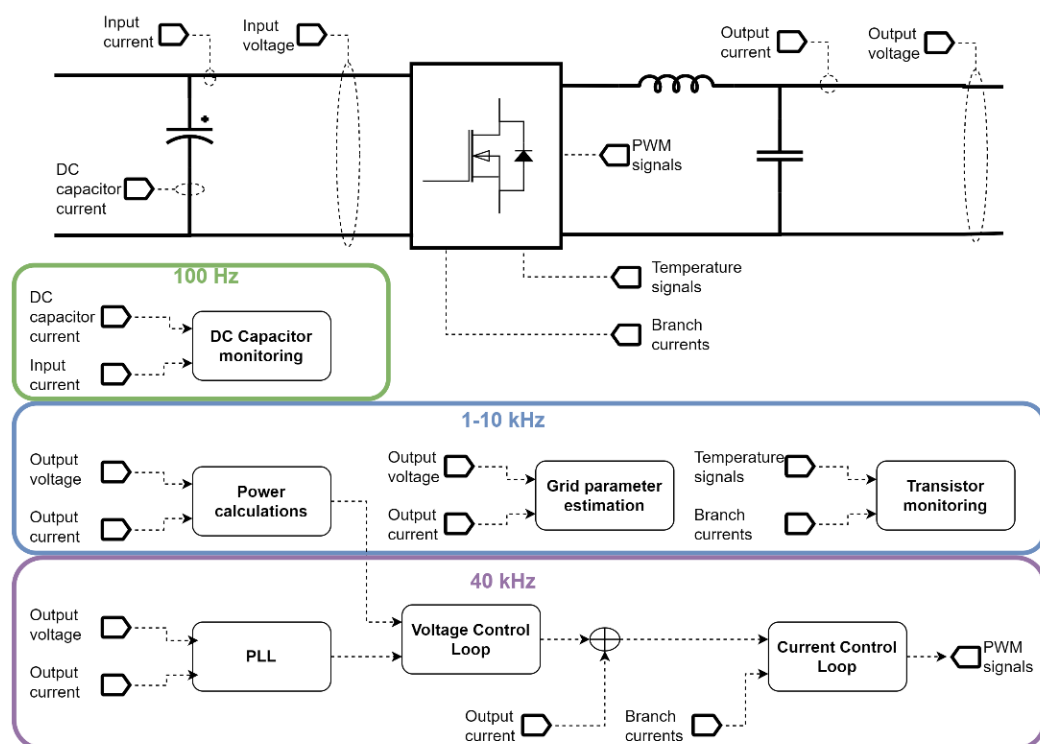 Input
current
Input
voltage
Output
current
Output
voltage
+
DC
capacitor
current
PWM
signals
Temperature
signals
Branch
currents
100 Hz
DC
capacitor
current
Input
current
DC Capacitor
monitoring
1-10 kHz
Output
voltage
Output
current
Power
calculations
Output
voltage
Output
current
Grid parameter
estimation
Temperature
signals
Branch
currents
Transistor
monitoring
40 kHz
Output
voltage
Output
current
PLL
Voltage Control
Loop
Output
current
Branch
currents
Current Control
Loop
PWM
signals